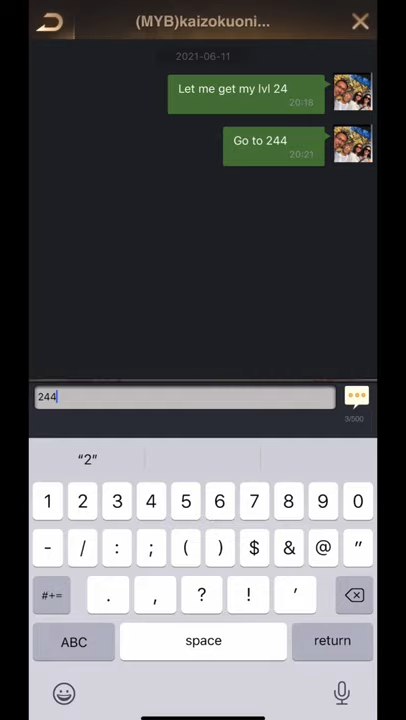 (MYB)kaizokuoni...
2021-06-11
Let me get my lvl 24
20:18
Go to 244
20:21
244
3/500
“2”
1 2 3 4 5 6 7 8 9 0
- / : ; ( ) $ & @ ”
#+= . , ? ! ’
ABC space return